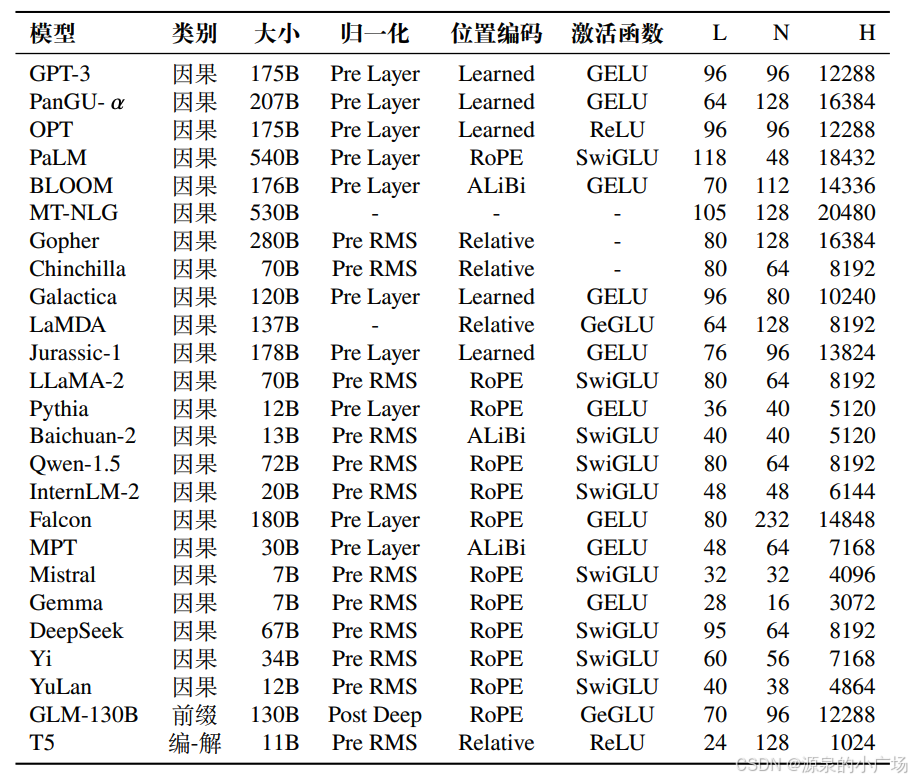 模型 类别 大小 归一化 位置编码 激活函数 L N H
GPT-3 因果 175B Pre Layer Learned GELU 96 96 12288
PanGU- α 因果 207B Pre Layer Learned GELU 64 128 16384
OPT 因果 175B Pre Layer Learned ReLU 96 96 12288
PaLM 因果 540B Pre Layer RoPE SwiGLU 118 48 18432
BLOOM 因果 176B Pre Layer ALiBi GELU 70 112 14336
MT-NLG 因果 530B - - - 105 128 20480
Gopher 因果 280B Pre RMS Relative - 80 128 16384
Chinchilla 因果 70B Pre RMS Relative - 80 64 8192
Galactica 因果 120B Pre Layer Learned GELU 96 80 10240
LaMDA 因果 137B - Relative GeGLU 64 128 8192
Jurassic-1 因果 178B Pre Layer Learned GELU 76 96 13824
LLaMA-2 因果 70B Pre RMS RoPE SwiGLU 80 64 8192
Pythia 因果 12B Pre Layer RoPE GELU 36 40 5120
Baichuan-2 因果 13B Pre RMS ALiBi SwiGLU 40 40 5120
Qwen-1.5 因果 72B Pre RMS RoPE SwiGLU 80 64 8192
InternLM-2 因果 20B Pre RMS RoPE SwiGLU 48 48 6144
Falcon 因果 180B Pre Layer RoPE GELU 80 232 14848
MPT 因果 30B Pre Layer ALiBi GELU 48 64 7168
Mistral 因果 7B Pre RMS RoPE SwiGLU 32 32 4096
Gemma 因果 7B Pre RMS RoPE GELU 28 16 3072
DeepSeek 因果 67B Pre RMS RoPE SwiGLU 95 64 8192
Yi 因果 34B Pre RMS RoPE SwiGLU 60 56 7168
YuLan 因果 12B Pre RMS RoPE SwiGLU 40 38 4864
GLM-130B 前缀 130B Post Deep RoPE GeGLU 70 96 12288
T5 编-解 11B Pre RMS Relative ReLU 24 128 1024
CSDN @源泉的小广场